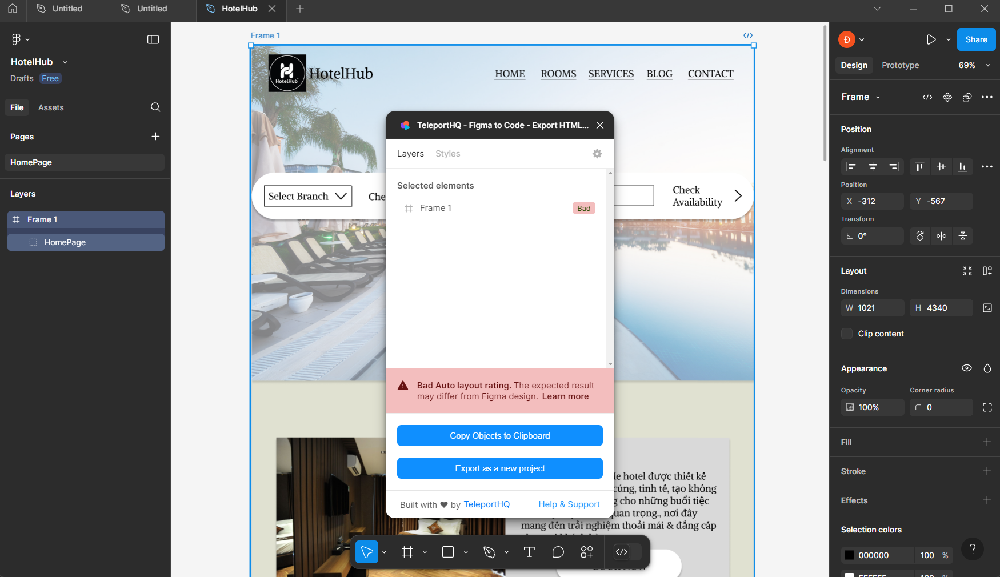 Untitled
Untitled
HotelHub
HotelHub
Drafts
Free
File
Assets
Pages
HomePage
Layers
Frame 1
HomePage
Frame 1
HotelHub
HotelHub
HOME
ROOMS
SERVICES
BLOG
CONTACT
Select Branch
Che
Check
Availability
TeleportHQ - Figma to Code - Export HTML...
Layers
Styles
Selected elements
Frame 1
Bad
Bad Auto layout rating. The expected result
may differ from Figma design. Learn more
Copy Objects to Clipboard
Export as a new project
Built with ♥ by TeleportHQ
Help & Support
le hotel được thiết kế
cúng, tinh tế, tạo không
g cho những buổi tiệc
quan trọng., nơi đây
mang đến trải nghiệm thoải mái & đẳng cấp
Đ
Share
Design
Prototype
69%
Frame
Position
Alignment
Position
X -312
Y -567
Transform
0°
Layout
Dimensions
W 1021
H 4340
Clip content
Appearance
Opacity
Corner radius
100%
0
Fill
Stroke
Effects
Selection colors
000000 100 %
FFFFFF 100 %
?